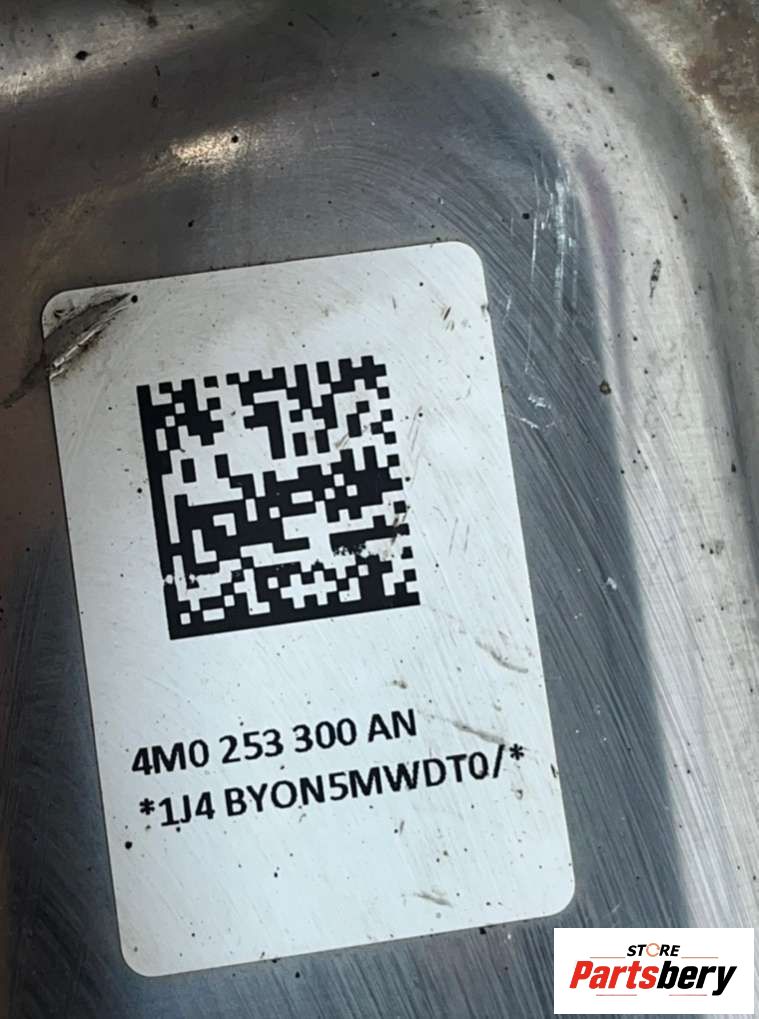 4M0 253 300 AN
*1J4 BYON5MWDT0/*
STORE
Partsbery